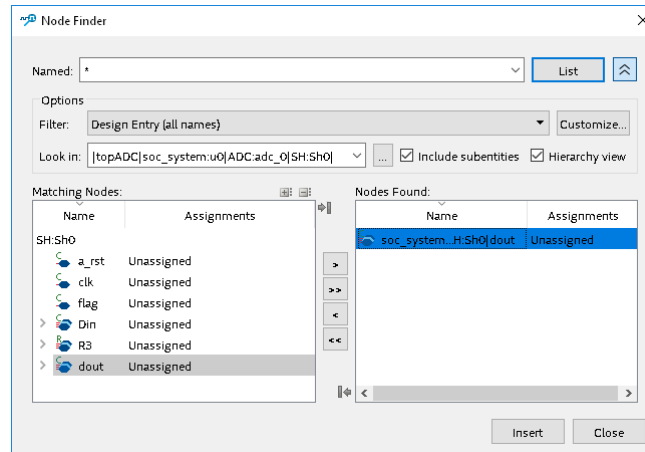 Node Finder
Named: * List
Options
Filter: Design Entry (all names) Customize...
Look in: |topADC|soc_system:u0|ADC:adc_0|SH:Sh0| ... Include subentities Hierarchy view
Matching Nodes: Nodes Found:
Name Assignments Name Assignments
SH:Sh0 soc_system...H:Sh0|dout Unassigned
a_rst Unassigned
clk Unassigned
flag Unassigned
Din Unassigned
R3 Unassigned
dout Unassigned
>
>>
<
<<
Insert Close